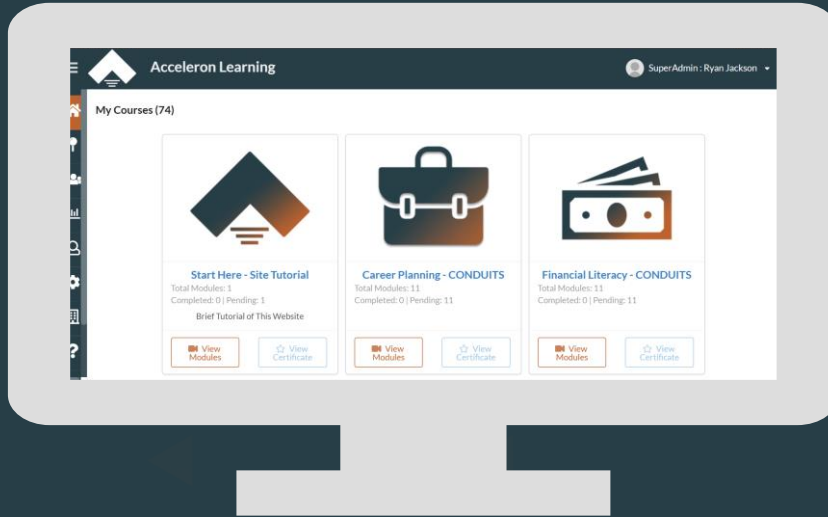 Acceleron Learning
SuperAdmin : Ryan Jackson
My Courses (74)
Start Here - Site Tutorial
Total Modules: 1
Completed: 0 | Pending: 1
Brief Tutorial of This Website
View
Modules
View
Certificate
Career Planning - CONDUITS
Total Modules: 11
Completed: 0 | Pending: 11
View
Modules
View
Certificate
Financial Literacy - CONDUITS
Total Modules: 11
Completed: 0 | Pending: 11
View
Modules
View
Certificate
?